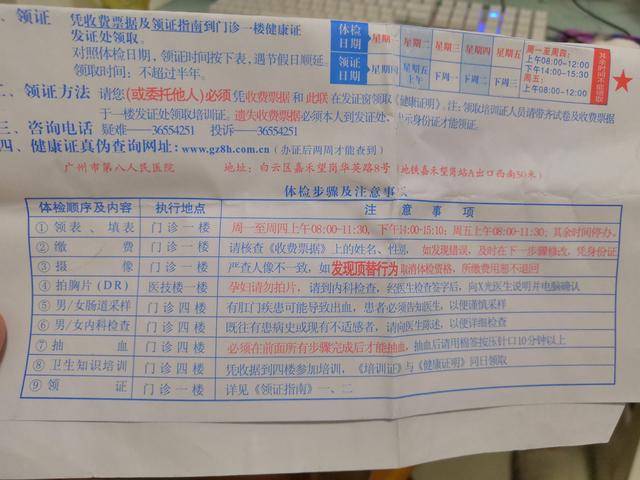 、领证 凭收费票据及领证指南到门诊一楼健康证
发证处领取。
对照体检日期，领证时间按下表，遇节假日顺延。
领取时间：不超过半年。
体检日期 星期一 星期二 星期三 星期四 星期五
领证日期 星期四 星期五上午 下周一 下周二 下周三
周一至周四：
上午08:00-12:00
下午14:00-15:30
周五：
上午08:00-12:00
其余时间不能领取
二、领证方法 请您(或委托他人)必须凭收费票据和此联在发证窗领取《健康证明》。注：领取培训证人员请带齐试卷及收费票据
于一楼发证处领取培训证。遗失收费票据必须本人到发证处、出示身份证才能领证。
三、咨询电话 疑难—36554251 投诉—36554251
四、健康证真伪查询网址：www.gz8h.com.cn (办证后两周才能查到)
广州市第八人民医院 地址：白云区嘉禾望岗华英路8号（地铁嘉禾望岗站A出口西南50米）
体检步骤及注意事项
体检顺序及内容 执行地点 注意事项
①领表、填表 门诊一楼 周一至周四上午08:00-11:30，下午14:00-15:10；周五上午08:00-11:30；其余时间停办。
②缴费 门诊一楼 请核查《收费票据》上的姓名、性别，如发现错误，及时在下一步骤修改，凭身份证
③摄像 门诊一楼 严查人像不一致，如发现顶替行为取消体检资格，所缴费用恕不退回
④拍胸片（DR） 医技楼一楼 孕妇请勿拍片，请到内科检查，经医生检查签字后，向X光医生说明并电脑确认
⑤男/女肠道采样 门诊四楼 有肛门疾患可能导致出血，患者必须告知医生，以便谨慎采样
⑥男/女内科检查 门诊四楼 既往有患病史或现有不适感者，请向医生陈述，以便详细检查
⑦抽血 门诊四楼 必须在前面所有步骤完成后才能抽血，抽血后请用棉签按压针口10分钟以上
⑧卫生知识培训 门诊四楼 凭收据到四楼参加培训，《培训证》与《健康证明》同日领取
⑨领证 门诊一楼 详见《领证指南》一、二